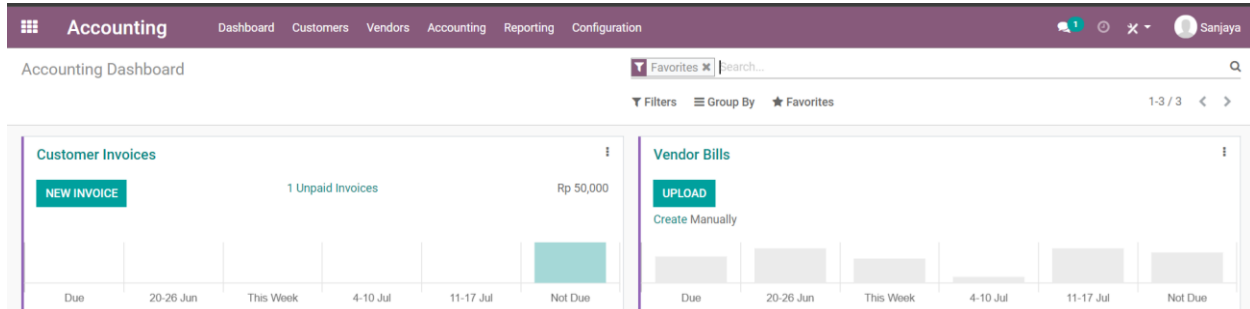 Accounting Dashboard Customers Vendors Accounting Reporting Configuration 1 Sanjaya
Accounting Dashboard
Favorites ✖ Search...
Filters Group By Favorites 1-3 / 3
Customer Invoices
NEW INVOICE 1 Unpaid Invoices Rp 50,000
Due 20-26 Jun This Week 4-10 Jul 11-17 Jul Not Due
Vendor Bills
UPLOAD
Create Manually
Due 20-26 Jun This Week 4-10 Jul 11-17 Jul Not Due